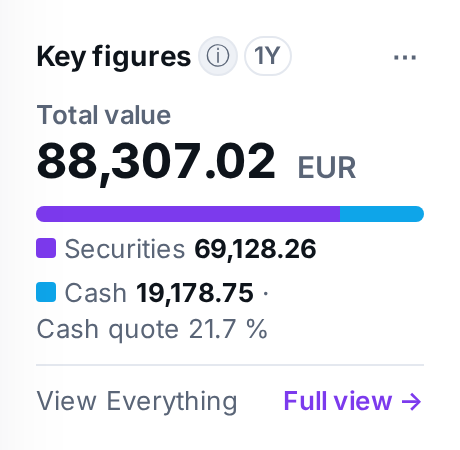 Key figures ⓘ 1Y ...
Total value
88,307.02 EUR
Securities 69,128.26
Cash 19,178.75 ·
Cash quote 21.7 %
View Everything Full view →